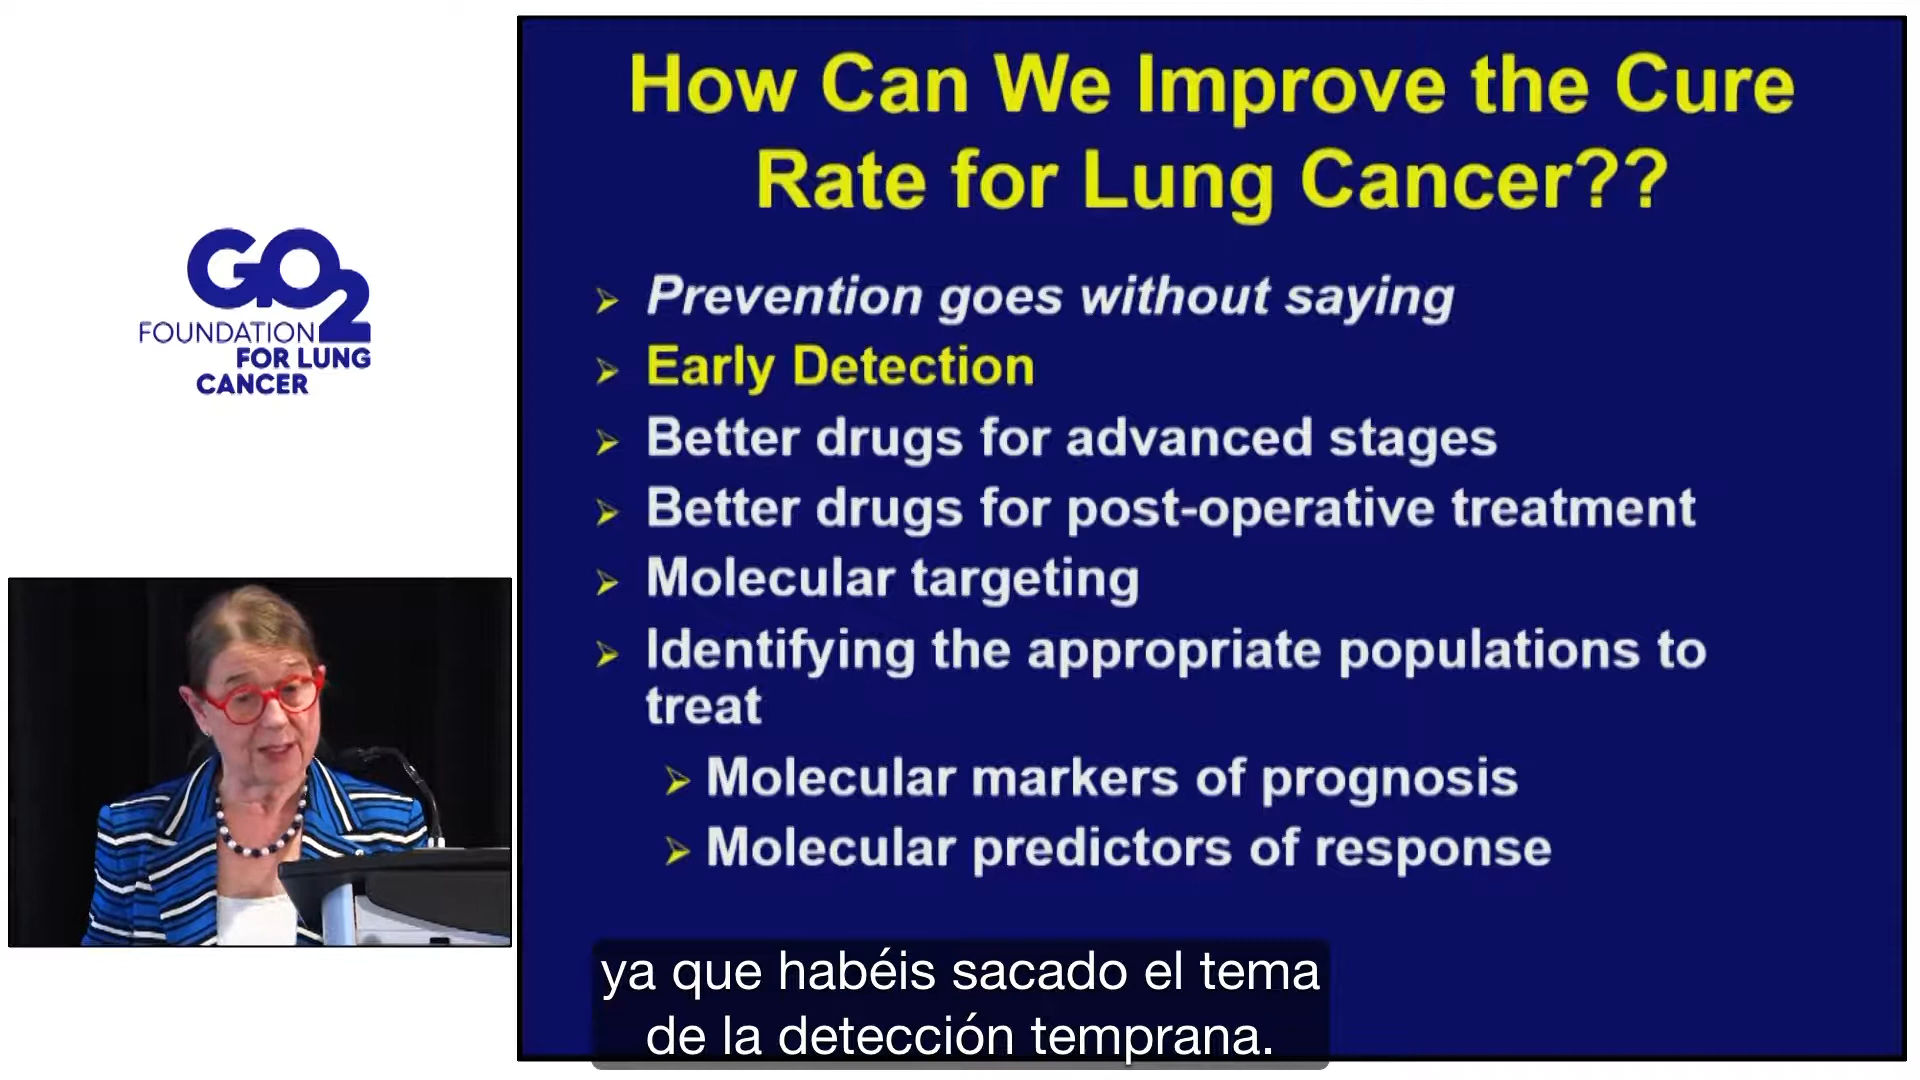 GO2
FOUNDATION
FOR LUNG
CANCER
How Can We Improve the Cure
Rate for Lung Cancer??
Prevention goes without saying
Early Detection
Better drugs for advanced stages
Better drugs for post-operative treatment
Molecular targeting
Identifying the appropriate populations to
treat
Molecular markers of prognosis
Molecular predictors of response
ya que habéis sacado el tema
de la detección temprana.